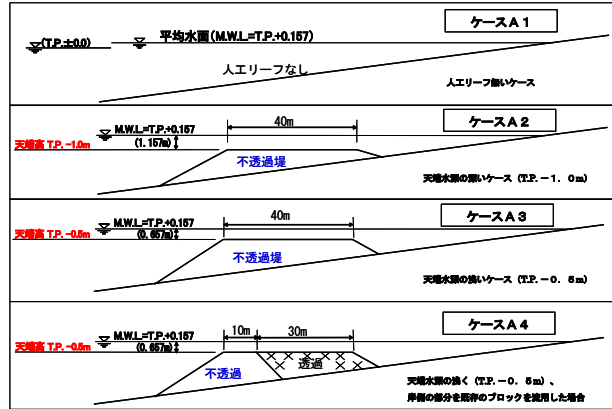 ケースA1
(T.P.±0.0)
平均水面(M.W.L=T.P.+0.157)
人工リーフなし
人工リーフ無いケース
ケースA2
M.W.L.=T.P.+0.157
40m
天端高 T.P.-1.0m
(1.157m)
不透過堤
天端水深の深いケース (T.P.-1.0m)
ケースA3
M.W.L.=T.P.+0.157
40m
天端高 T.P.-0.5m
(0.657m)
不透過堤
天端水深の浅いケース (T.P.-0.5m)
ケースA4
M.W.L.=T.P.+0.157
10m
30m
天端高 T.P.-0.5m
(0.657m)
透過
不透過
天端水深の浅く (T.P.-0.5m)、
岸側の部分を既存のブロックを流用した場合